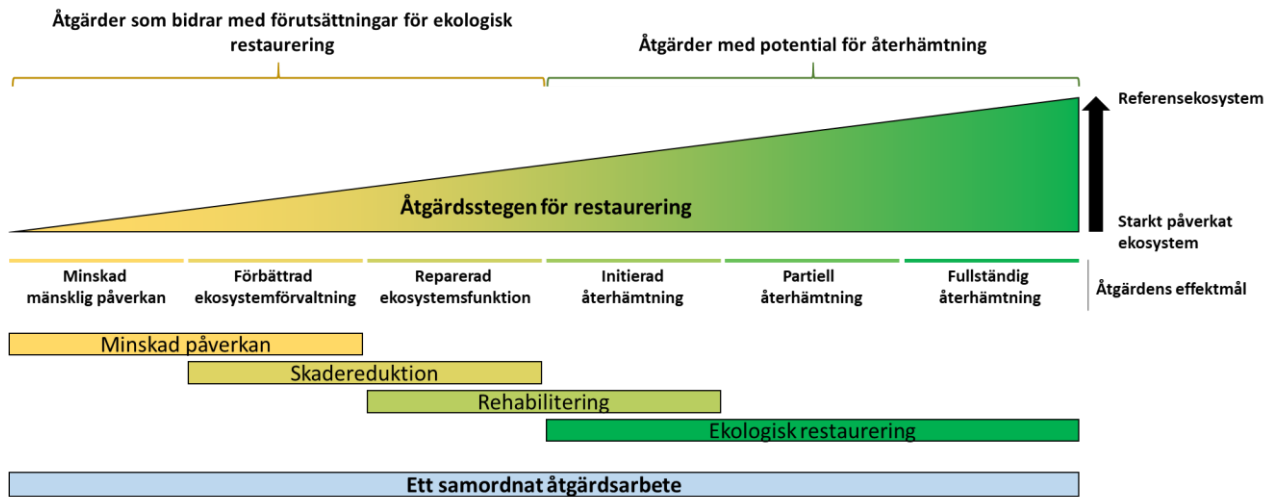 Åtgärder som bidrar med förutsättningar för ekologisk
restaurering
Åtgärder med potential för återhämtning
Referensekosystem
Åtgärdsstegen för restaurering
Starkt påverkat
ekosystem
Minskad
mänsklig påverkan
Förbättrad
ekosystemförvaltning
Reparerad
ekosystemsfunktion
Initierad
återhämtning
Partiell
återhämtning
Fullständig
återhämtning
Åtgärdens effektmål
Minskad påverkan
Skadereduktion
Rehabilitering
Ekologisk restaurering
Ett samordnat åtgärdsarbete